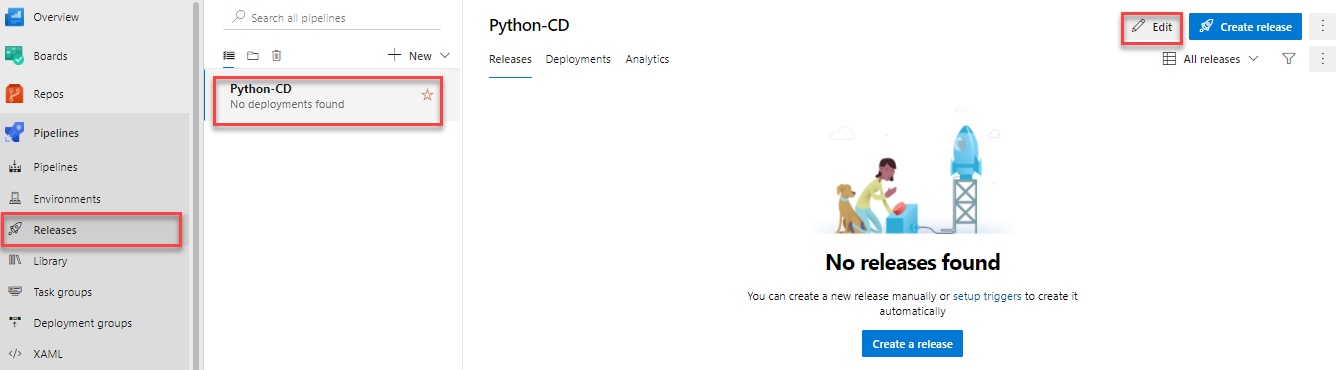 Overview
Boards
Repos
Pipelines
Pipelines
Environments
Releases
Library
Task groups
Deployment groups
XAML
Search all pipelines
New
Python-CD
No deployments found
Python-CD
Edit
Create release
Releases Deployments Analytics
All releases
No releases found
You can create a new release manually or setup triggers to create it
automatically
Create a release